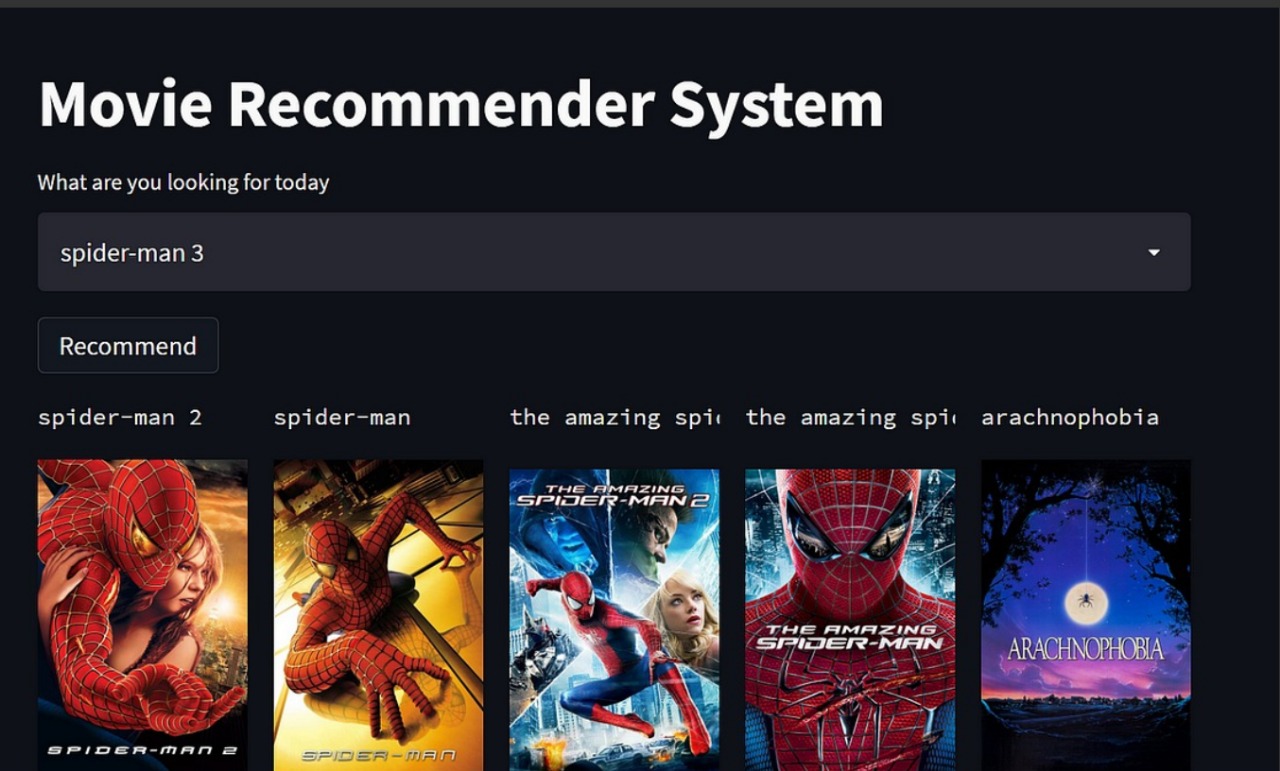 Movie Recommender System
What are you looking for today
spider-man 3
Recommend
spider-man 2
spider-man
the amazing spi
the amazing spi
arachnophobia
SPIDER-MAN 2
SPIDER-MAN
THE AMAZING
SPIDER-MAN 2
THE AMAZING
SPIDER-MAN
ARACHNOPHOBIA